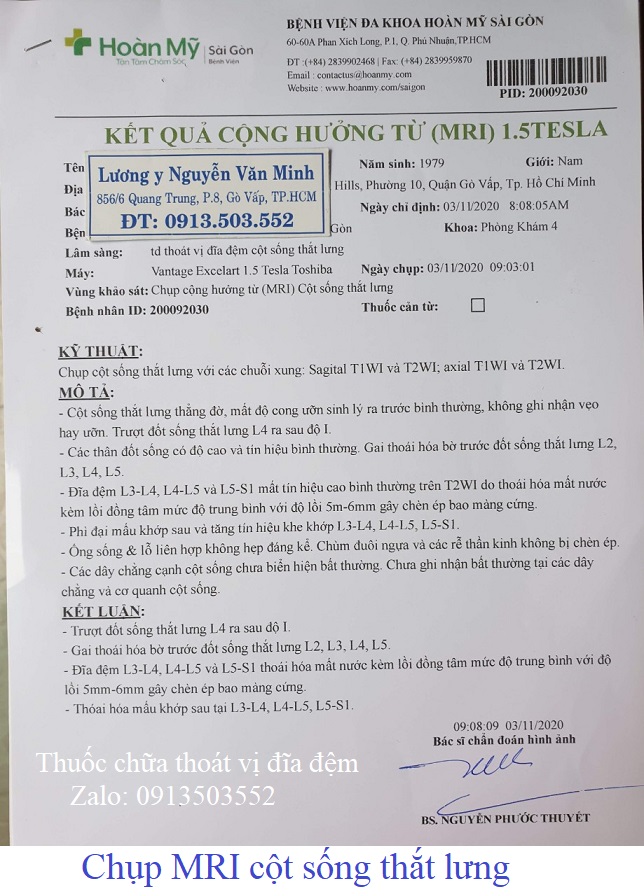 BỆNH VIỆN ĐA KHOA HOÀN MỸ SÀI GÒN
60-60A Phan Xích Long, P.1, Q. Phú Nhuận,TP.HCM
ĐT :(+84) 2839902468 | Fax: (+84) 2839959870
Email : contactus@hoanmy.com
Website : www.hoanmy.com/saigon
Hoàn Mỹ Sài Gòn
Tận Tâm Chăm Sóc Bệnh Viện
PID: 200092030
KẾT QUẢ CỘNG HƯỞNG TỪ (MRI) 1.5TESLA
Tên Năm sinh: 1979 Giới: Nam
Địa Hills, Phường 10, Quận Gò Vấp, Tp. Hồ Chí Minh
Bác Ngày chỉ định: 03/11/2020 8:08:05AM
Bện Gòn Khoa: Phòng Khám 4
Lương y Nguyễn Văn Minh
856/6 Quang Trung, P.8, Gò Vấp, TP.HCM
ĐT: 0913.503.552
Lâm sàng: td thoát vị đĩa đệm cột sống thắt lưng
Máy: Vantage Excelart 1.5 Tesla Toshiba Ngày chụp: 03/11/2020 09:03:01
Vùng khảo sát: Chụp cộng hưởng từ (MRI) Cột sống thắt lưng
Bệnh nhân ID: 200092030 Thuốc cản từ:
KỸ THUẬT:
Chụp cột sống thắt lưng với các chuỗi xung: Sagital T1WI và T2WI; axial T1WI và T2WI.
MÔ TẢ:
- Cột sống thắt lưng thẳng đờ, mất độ cong ưỡn sinh lý ra trước bình thường, không ghi nhận vẹo
hay ưỡn. Trượt đốt sống thắt lưng L4 ra sau độ I.
- Các thân đốt sống có độ cao và tín hiệu bình thường. Gai thoái hóa bờ trước đốt sống thắt lưng L2,
L3, L4, L5.
- Đĩa đệm L3-L4, L4-L5 và L5-S1 mất tín hiệu cao bình thường trên T2WI do thoái hóa mất nước
kèm lồi đồng tâm mức độ trung bình với độ lồi 5m-6mm gây chèn ép bao màng cứng.
- Phì đại mấu khớp sau và tăng tín hiệu khe khớp L3-L4, L4-L5, L5-S1.
- Ống sống & lỗ liên hợp không hẹp đáng kể. Chùm đuôi ngựa và các rễ thần kinh không bị chèn ép.
- Các dây chằng cạnh cột sống chưa biến hiện bất thường. Chưa ghi nhận bất thường tại các dây
chằng và cơ quanh cột sống.
KẾT LUẬN:
- Trượt đốt sống thắt lưng L4 ra sau độ I.
- Gai thoái hóa bờ trước đốt sống thắt lưng L2, L3, L4, L5.
- Đĩa đệm L3-L4, L4-L5 và L5-S1 thoái hóa mất nước kèm lồi đồng tâm mức độ trung bình với độ
lồi 5mm-6mm gây chèn ép bao màng cứng.
- Thóai hóa mấu khớp sau tại L3-L4, L4-L5, L5-S1.
09:08:09 03/11/2020
Bác sĩ chẩn đoán hình ảnh
Thuốc chữa thoát vị đĩa đệm
Zalo: 0913503552
BS. NGUYỄN PHƯỚC THUYẾT
Chụp MRI cột sống thắt lưng